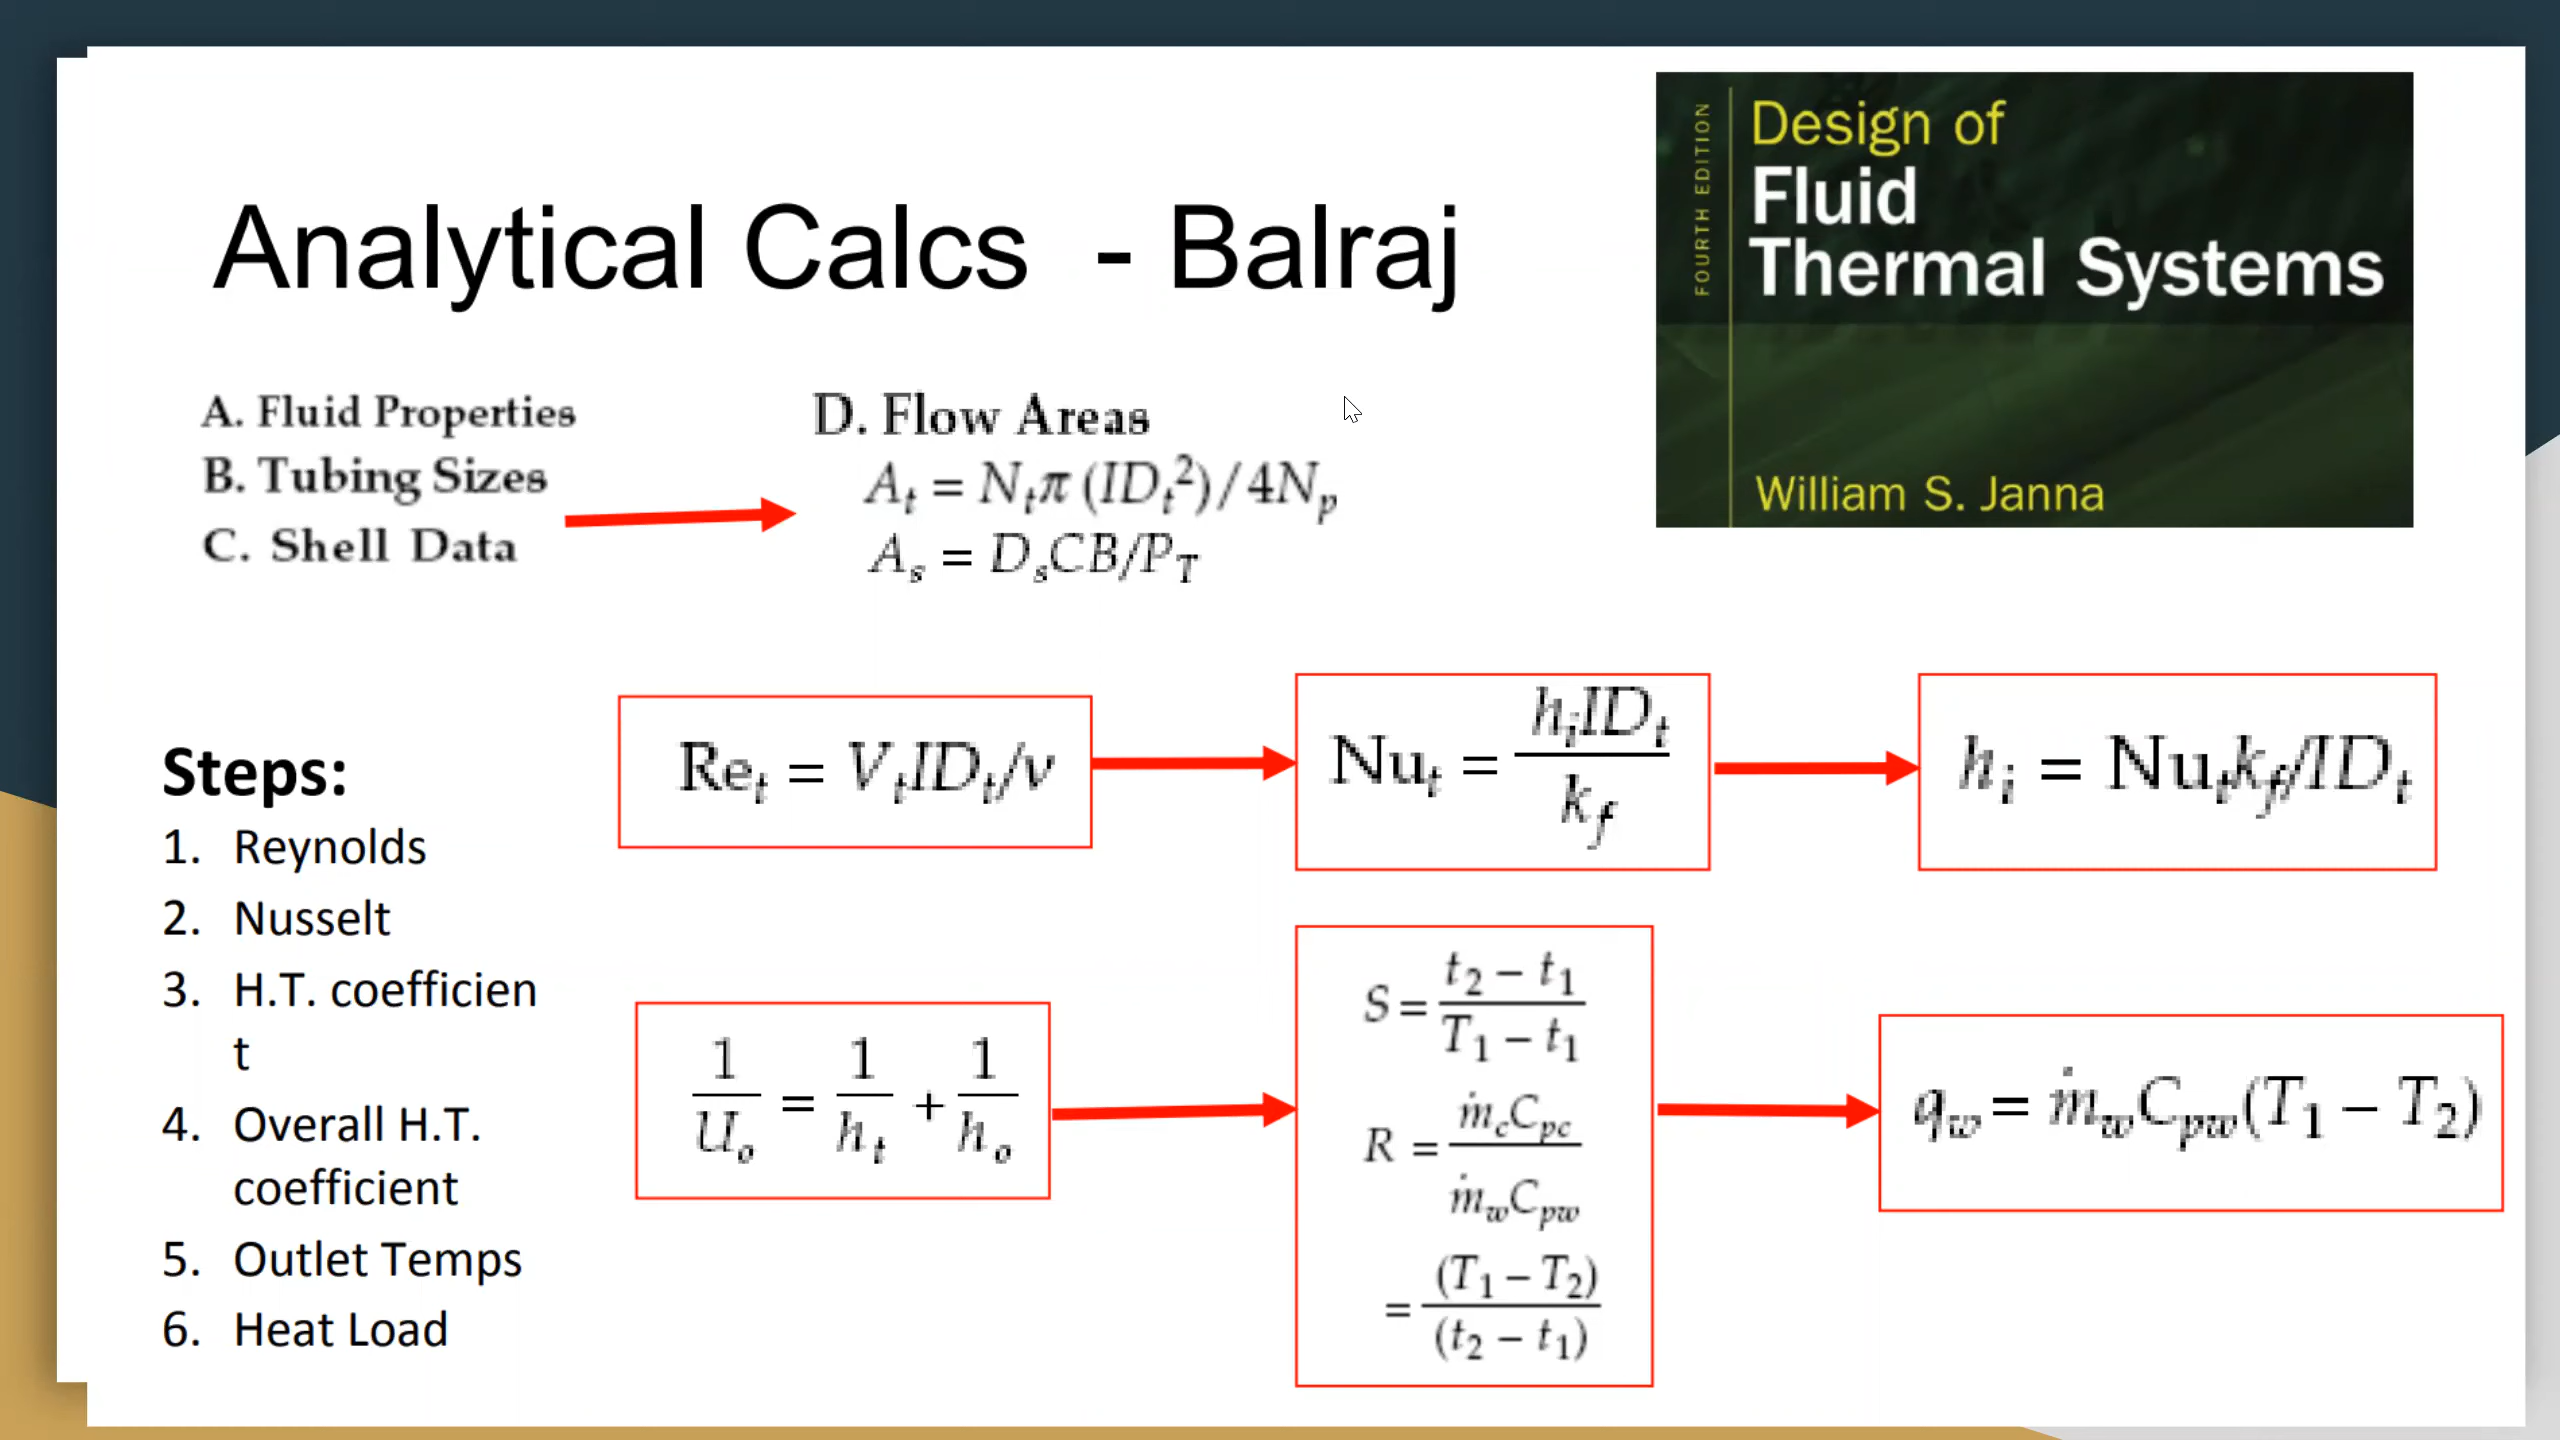 Analytical Calcs - Balraj
FOURTH EDITION
Design of
Fluid
Thermal Systems
William S. Janna
A. Fluid Properties
B. Tubing Sizes
C. Shell Data
D. Flow Areas
A_t = N_tπ(ID_t²)/4N_p
A_s = D_sCB/P_T
Steps:
1. Reynolds
2. Nusselt
3. H.T. coefficien
t
4. Overall H.T.
coefficient
5. Outlet Temps
6. Heat Load
Re_t = V_tID_t/ν
Nu_t = h_iID_t / k_f
h_i = Nu_tk_f/ID_t
1/U_o = 1/h_t + 1/h_o
S = (t_2 − t_1) / (T_1 − t_1)
R = ṁ_cC_pc / ṁ_wC_pw
= (T_1 − T_2) / (t_2 − t_1)
q_w = ṁ_wC_pw(T_1 − T_2)